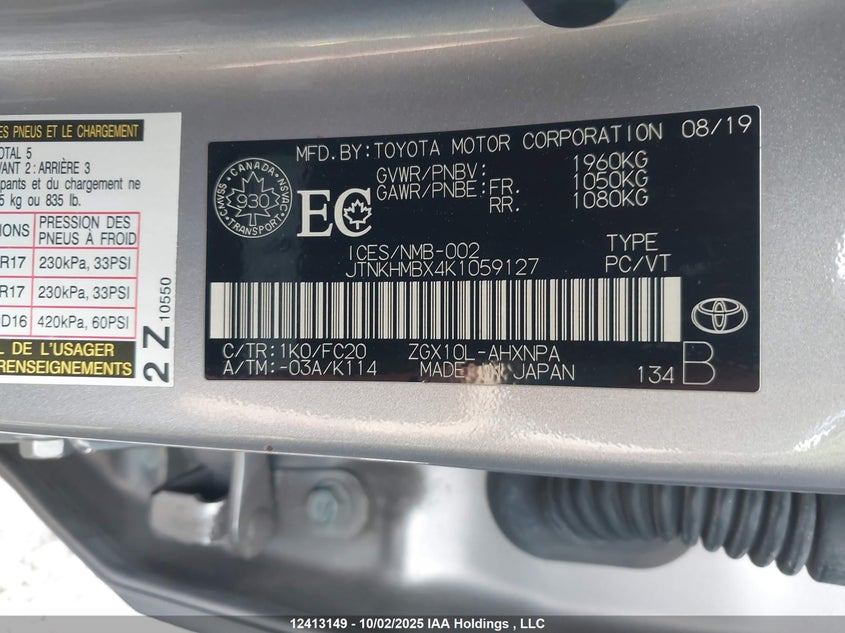 ES PNEUS ET LE CHARGEMENT
OTAL 5
VANT 2 : ARRIÈRE 3
pants et du chargement ne
5 kg ou 835 lb.
IONS PRESSION DES PNEUS À FROID
R17 230kPa, 33PSI
R17 230kPa, 33PSI
D16 420kPa, 60PSI
L DE L'USAGER
RENSEIGNEMENTS
2 Z 10550
MFD.BY:TOYOTA MOTOR CORPORATION 08/19
GVWR/PNBV: 1960KG
GAWR/PNBE:FR. 1050KG
RR. 1080KG
CANADA
CMVSS 930 NSVAC
TRANSPORT
EC
ICES/NMB-002
JTNKHMBX4K1059127
TYPE
PC/VT
C/TR:1K0/FC20 ZGX10L-AHXNPA
A/TM:-03A/K114 MADE IN JAPAN
134 B
12413149 - 10/02/2025 IAA Holdings , LLC